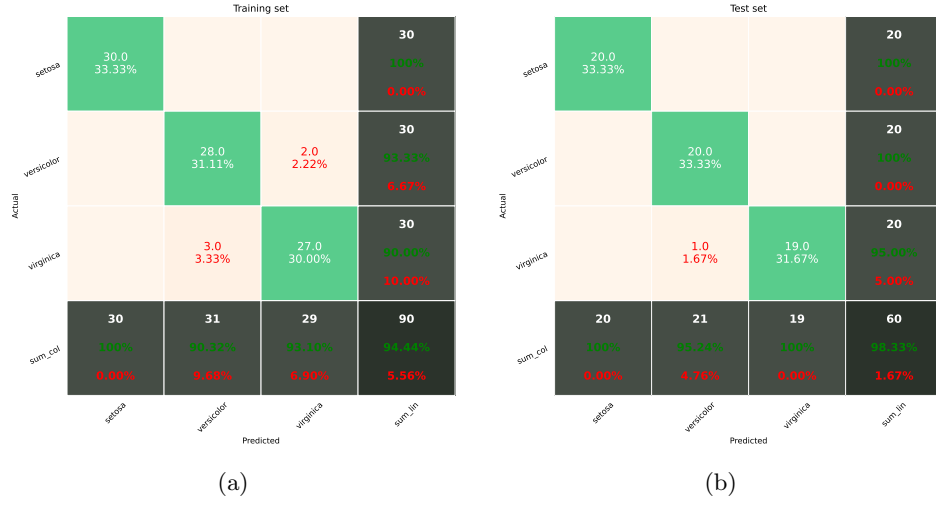 Training set
30.0
33.33%
30
100%
0.00%
setosa
28.0
31.11%
2.0
2.22%
30
93.33%
6.67%
versicolor
3.0
3.33%
27.0
30.00%
30
90.00%
10.00%
virginica
30
100%
0.00%
31
90.32%
9.68%
29
93.10%
6.90%
90
94.44%
5.56%
sum_col
Actual
setosa
versicolor
virginica
sum_lin
Predicted
(a)
Test set
20.0
33.33%
20
100%
0.00%
setosa
20.0
33.33%
20
100%
0.00%
versicolor
1.0
1.67%
19.0
31.67%
20
95.00%
5.00%
virginica
20
100%
0.00%
21
95.24%
4.76%
19
100%
0.00%
60
98.33%
1.67%
sum_col
Actual
setosa
versicolor
virginica
sum_lin
Predicted
(b)